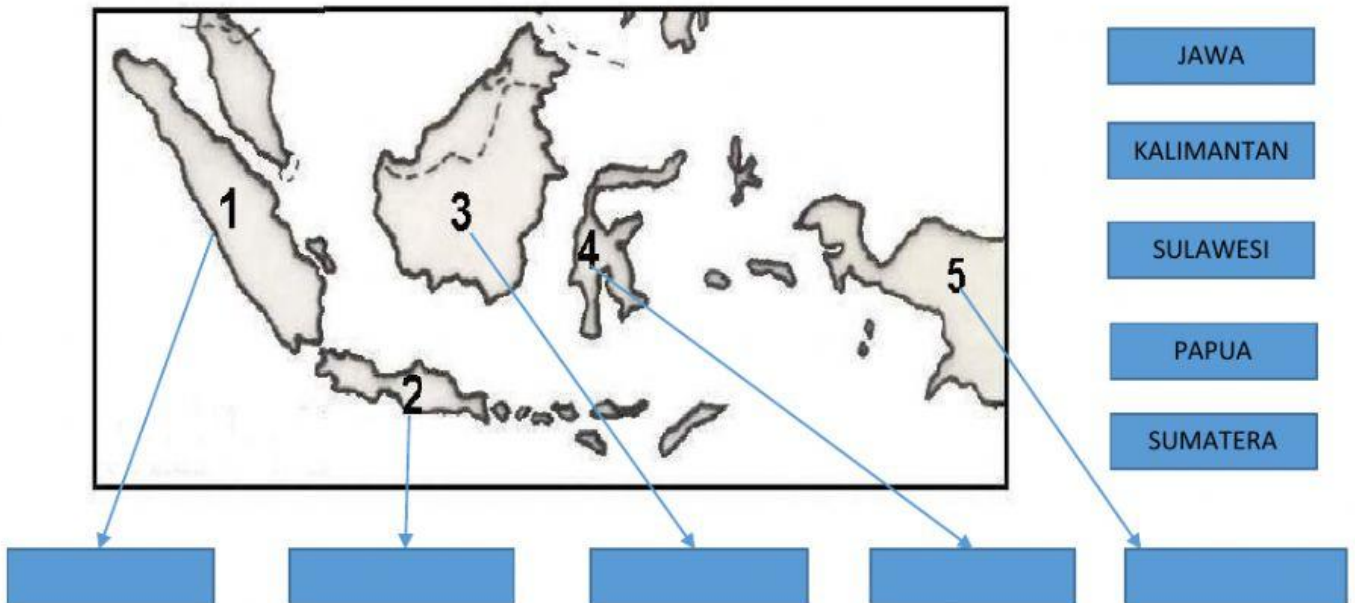 1
3
4
5
2
JAWA
KALIMANTAN
SULAWESI
PAPUA
SUMATERA